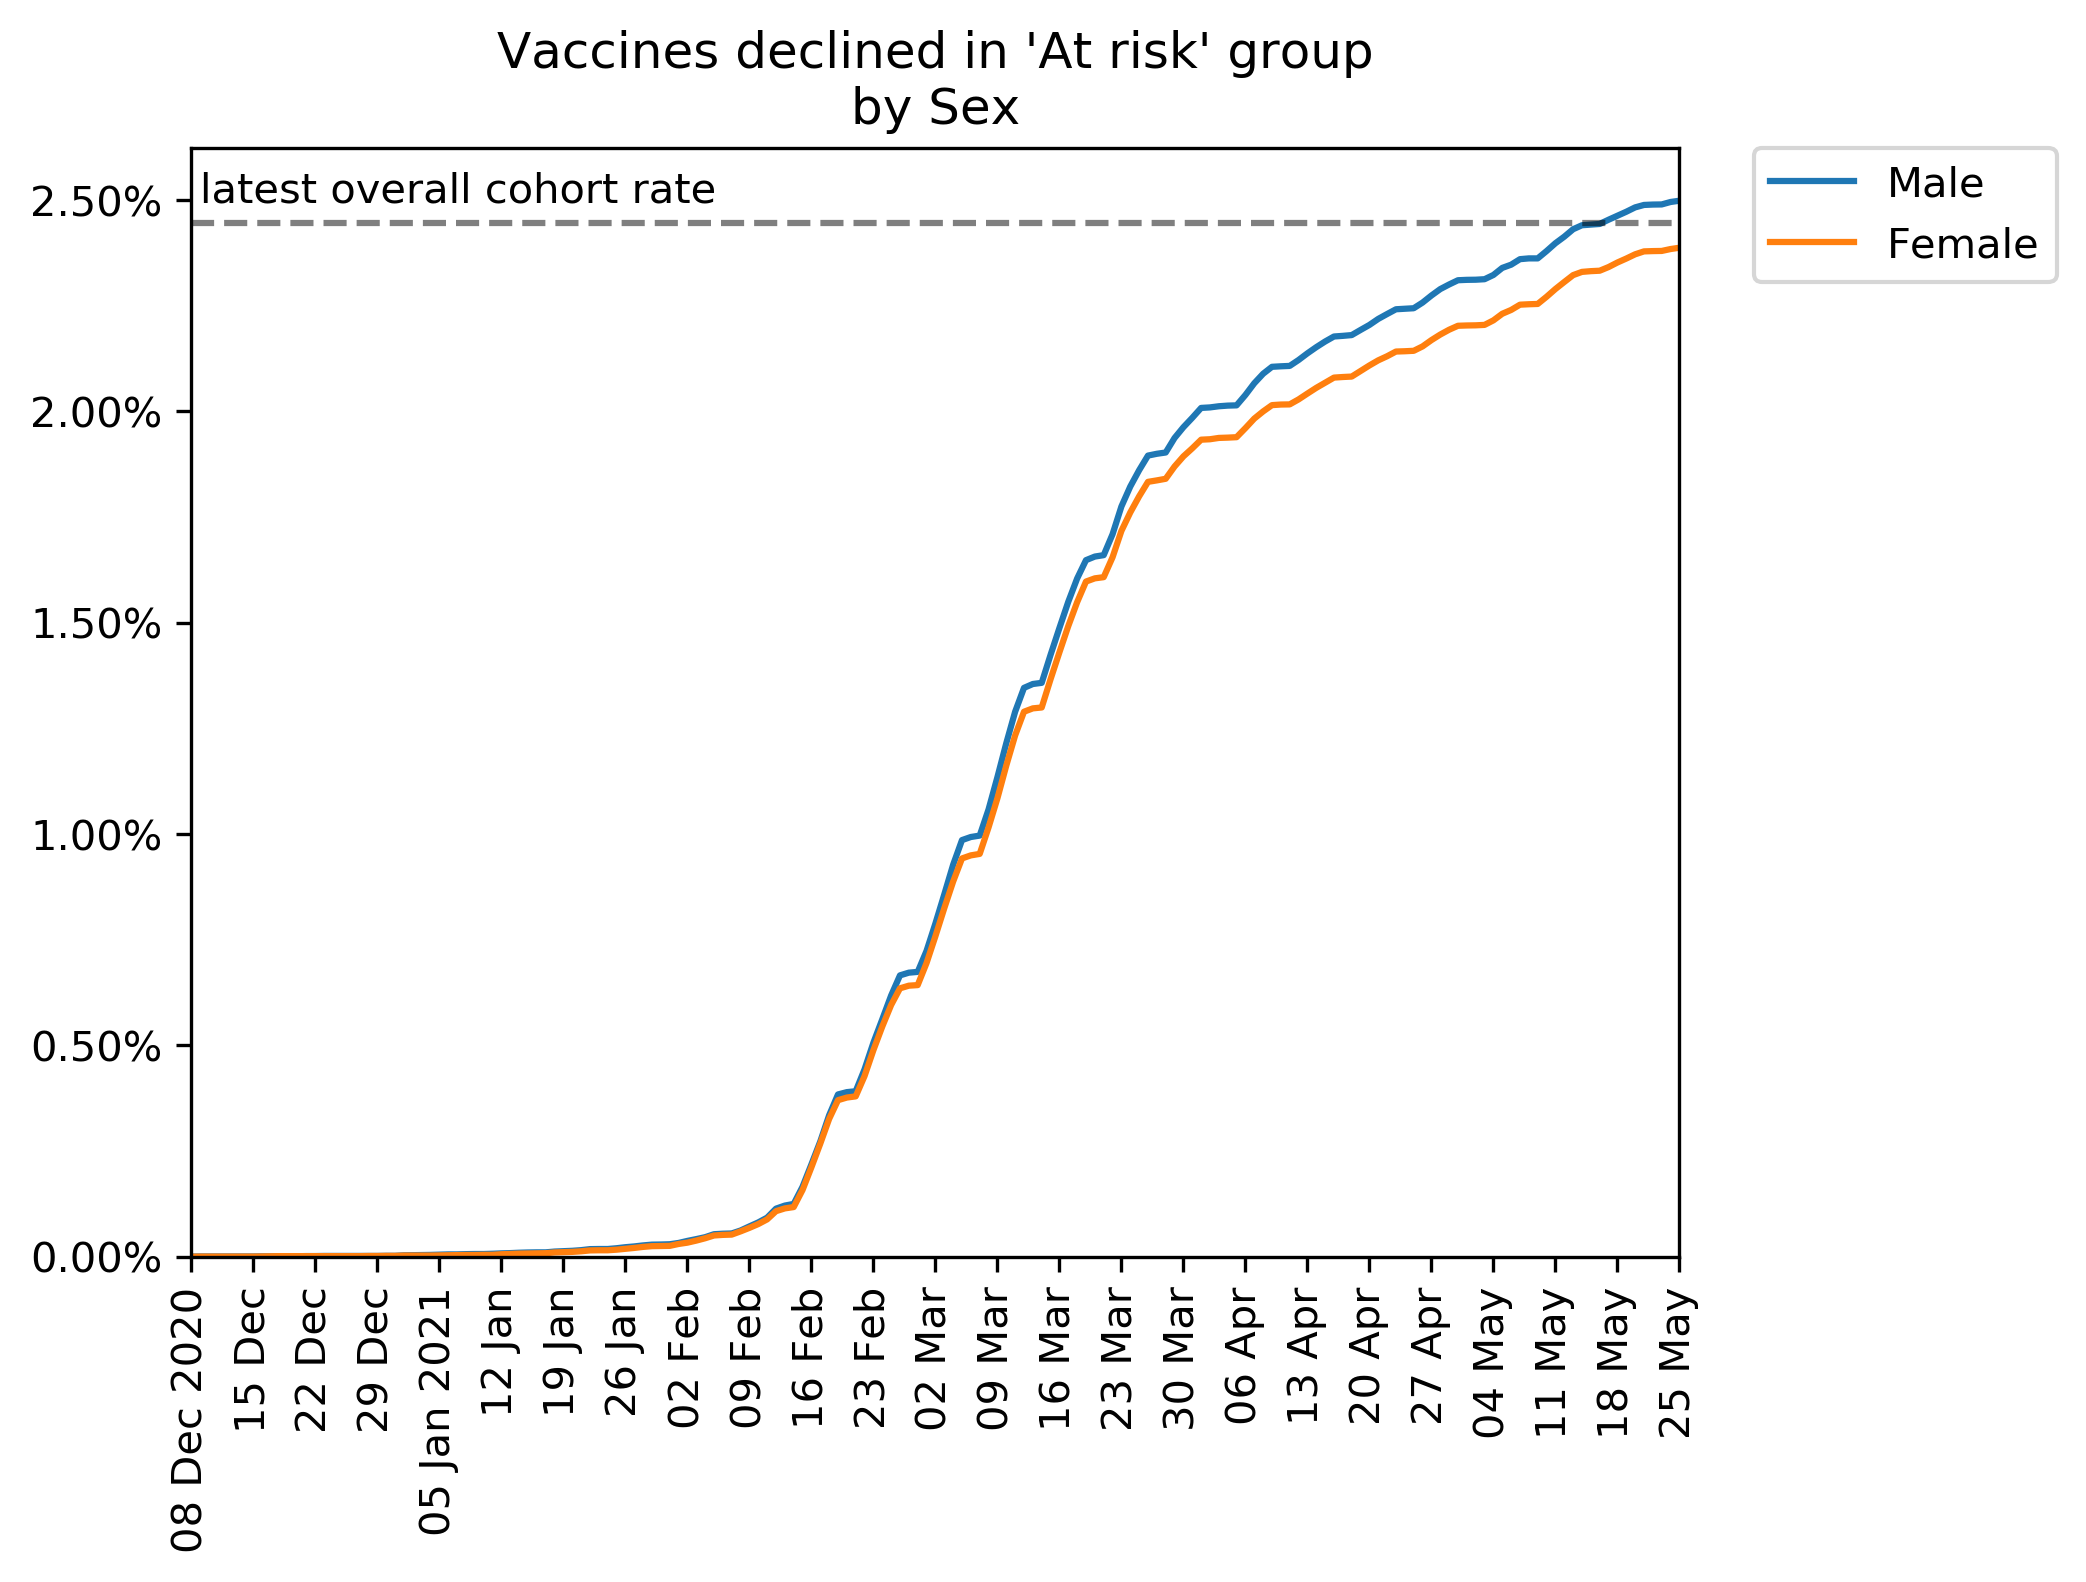 Vaccines declined in 'At risk' group
by Sex
latest overall cohort rate
Male
Female
2.50%
2.00%
1.50%
1.00%
0.50%
0.00%
08 Dec 2020
15 Dec
22 Dec
29 Dec
05 Jan 2021
12 Jan
19 Jan
26 Jan
02 Feb
09 Feb
16 Feb
23 Feb
02 Mar
09 Mar
16 Mar
23 Mar
30 Mar
06 Apr
13 Apr
20 Apr
27 Apr
04 May
11 May
18 May
25 May